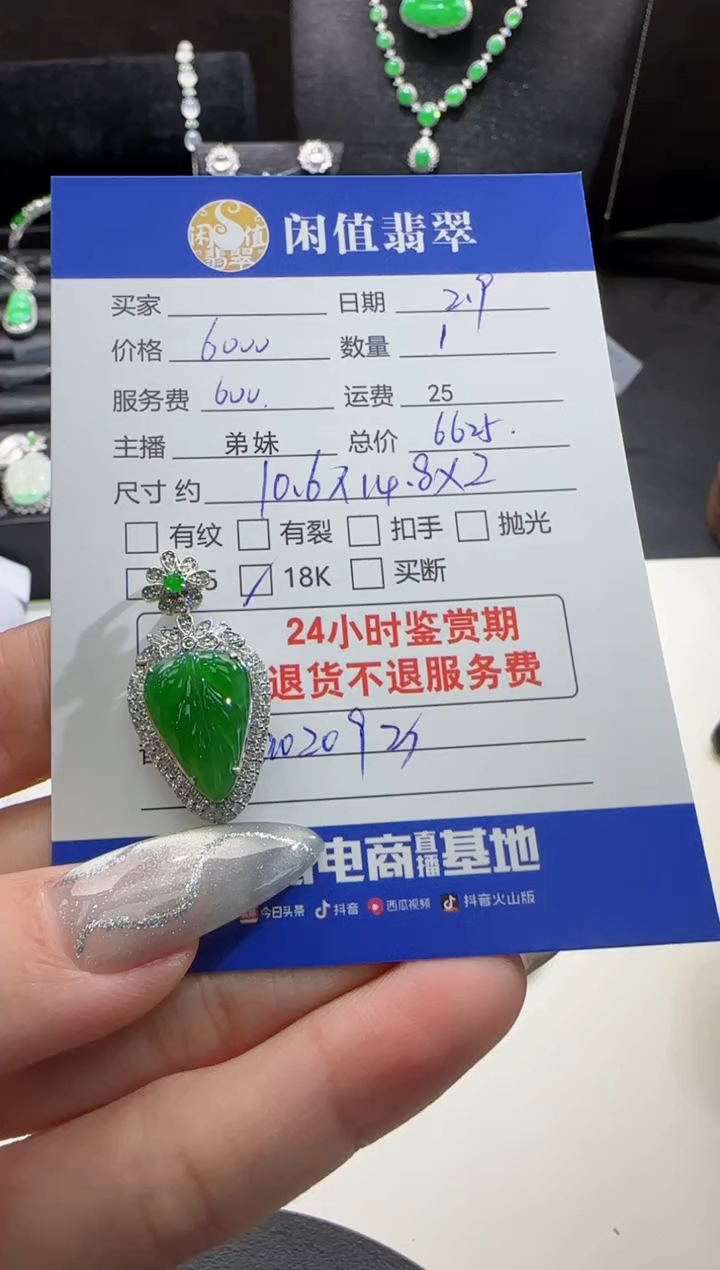 闲值翡翠
闲值翡翠
买家 日期 2.9
价格 6000 数量 1
服务费 600. 运费 25
主播 弟妹 总价 6625.
尺寸 约 10.6X14.8X2
有纹 有裂 扣手 抛光
5 18K 买断
24小时鉴赏期
退货不退服务费
电商直播基地
今日头条 抖音 西瓜视频 抖音火山版